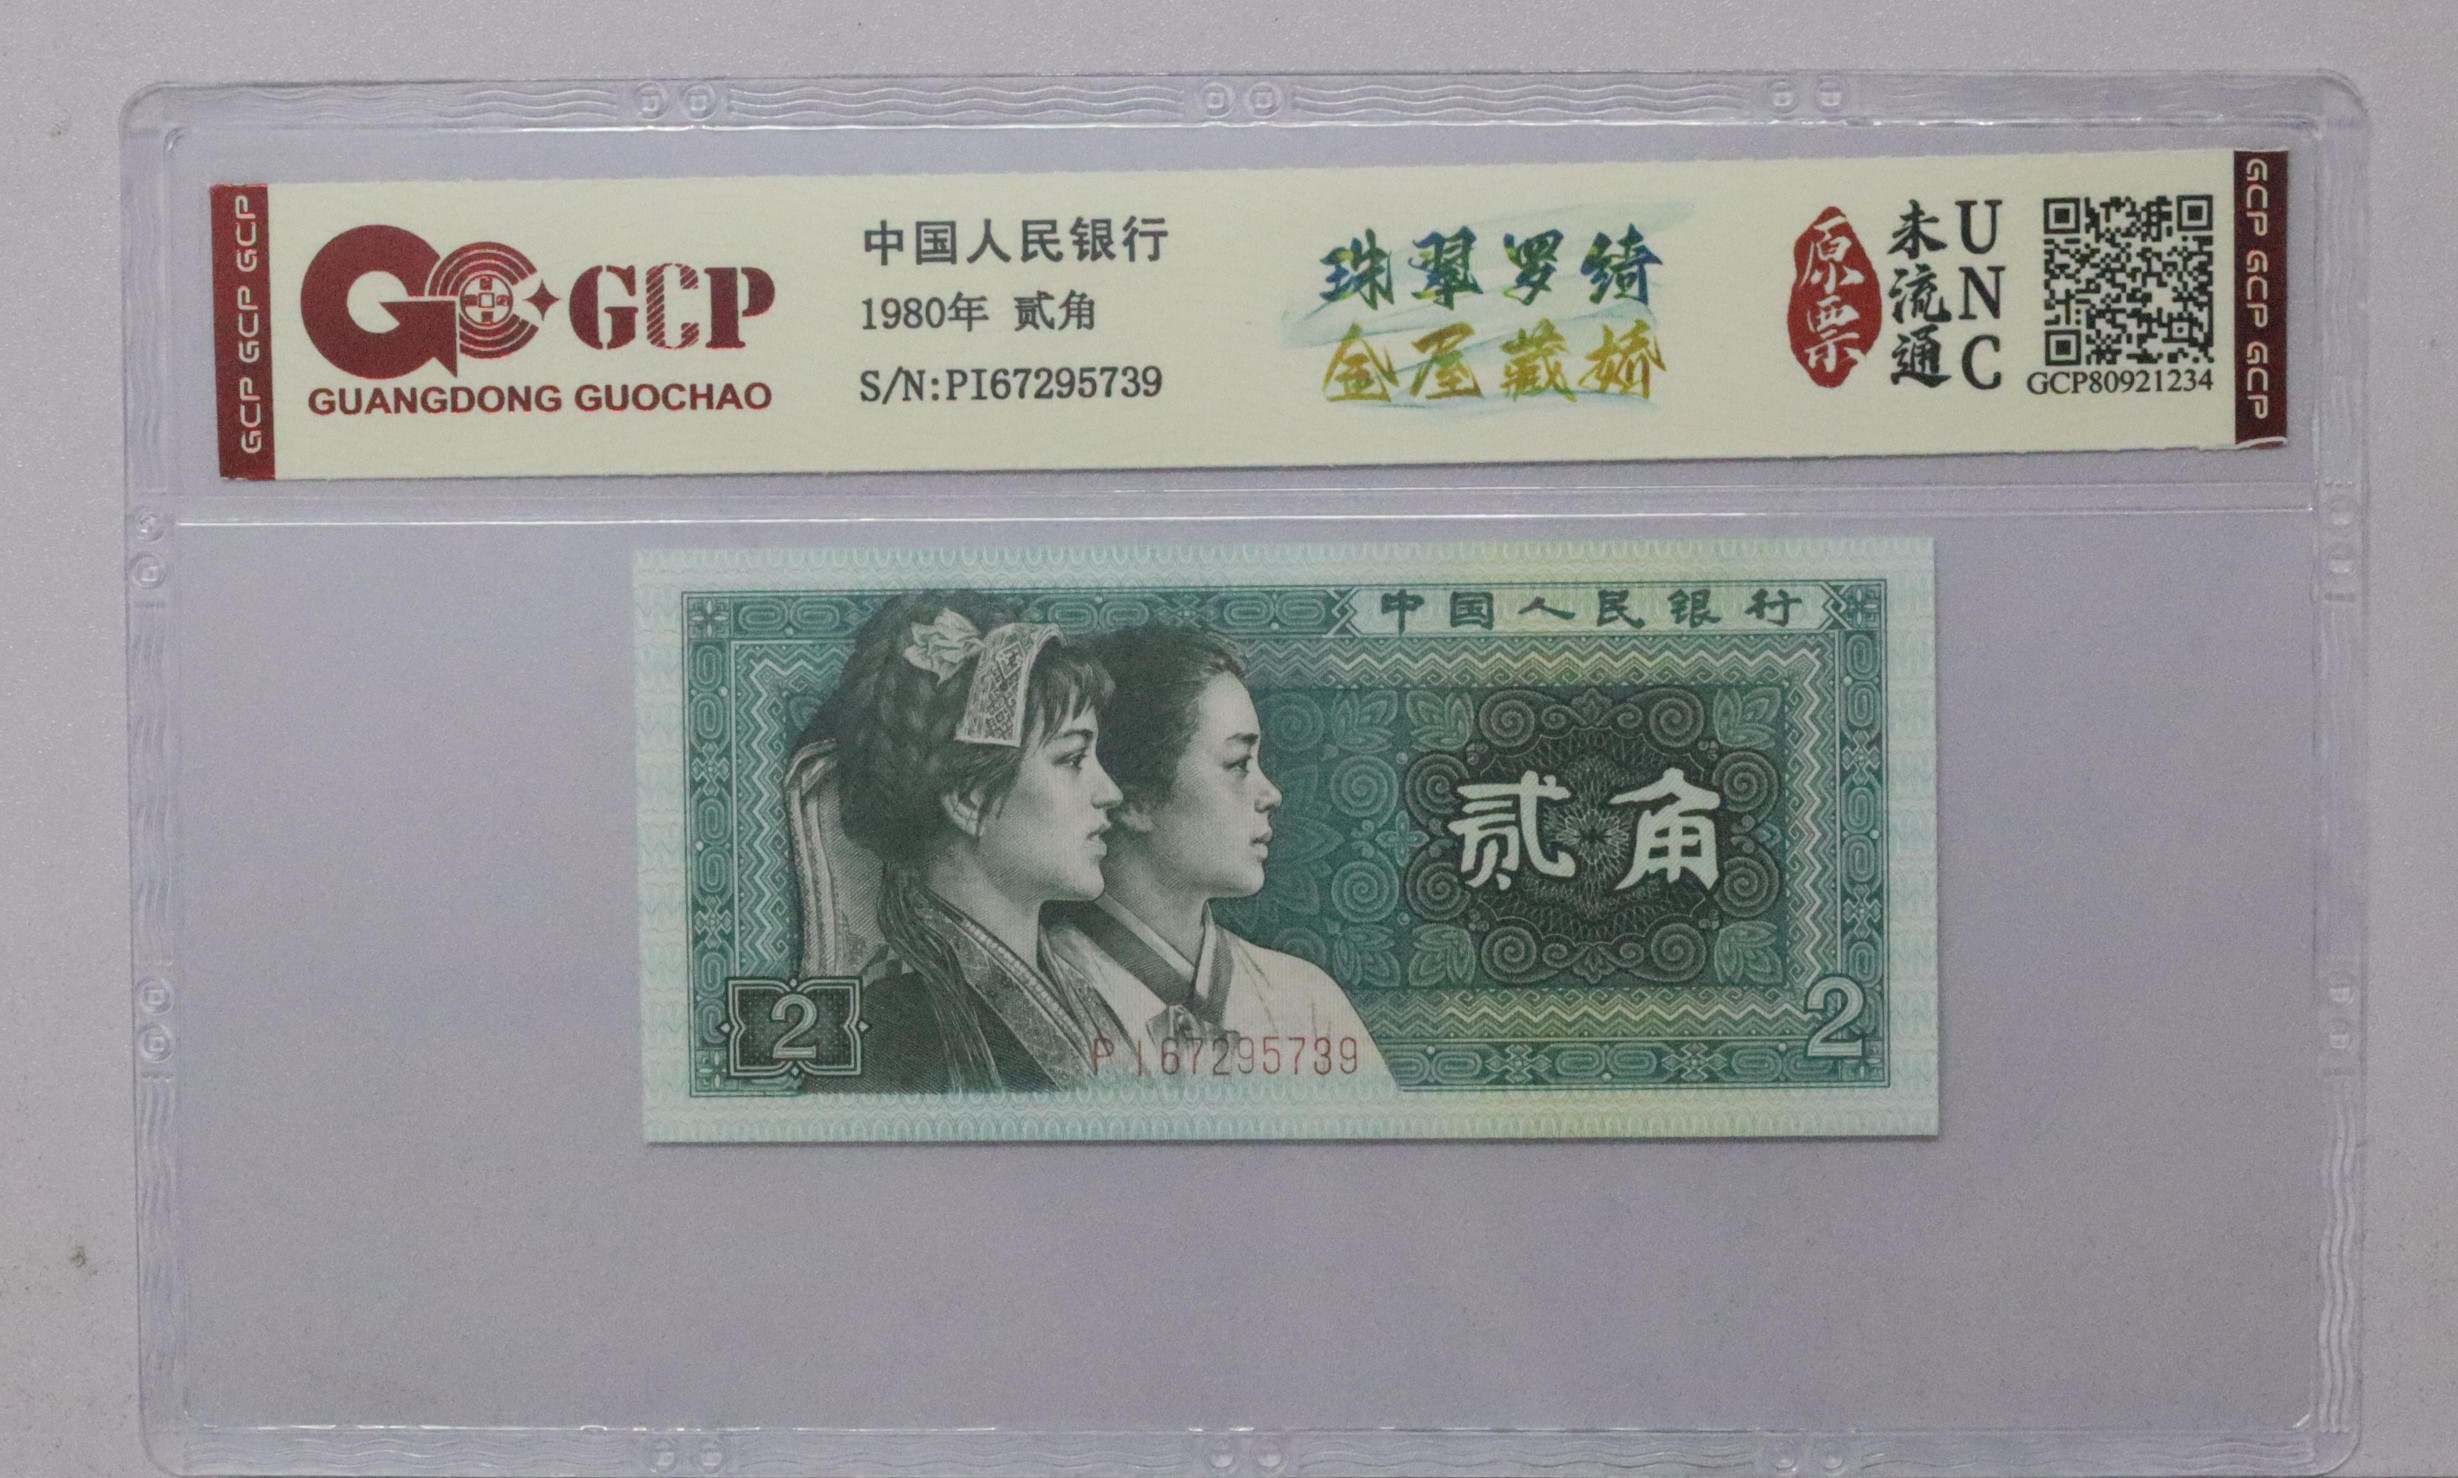 GCP GCP GCP
GCP
GUANGDONG GUOCHAO
中国人民银行
1980年 贰角
S/N:PI67295739
珠翠罗绮
金屋藏娇
原票
未流通
UNC
GCP80921234
GCP GCP GCP
中国人民银行
贰角
2
2
PI67295739